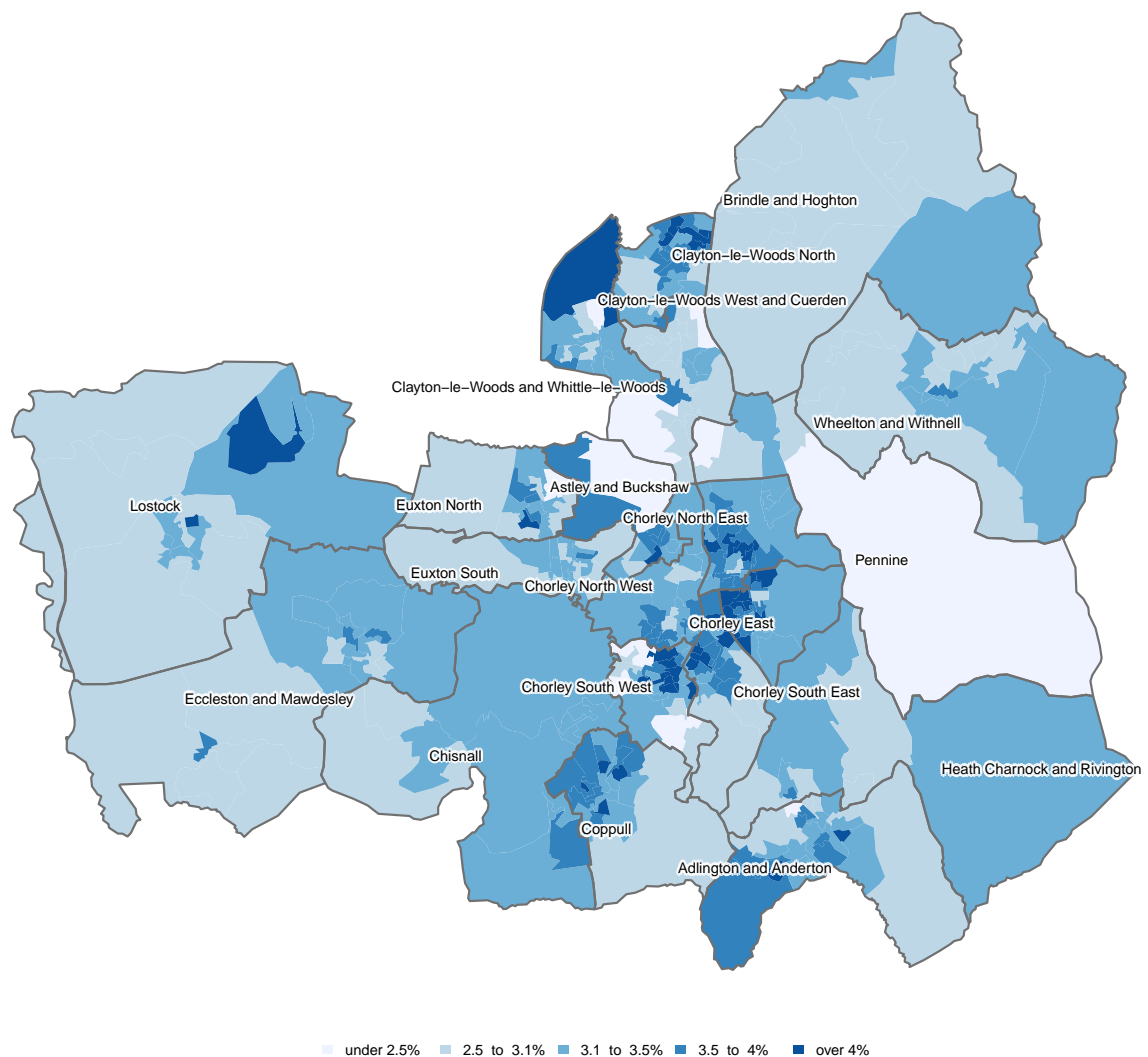 Brindle and Hoghton
Clayton−le−Woods North
Clayton−le−Woods West and Cuerden
Clayton−le−Woods and Whittle−le−Woods
Wheelton and Withnell
Astley and Buckshaw
Lostock
Euxton North
Chorley North East
Pennine
Euxton South
Chorley North West
Chorley East
Chorley South West
Chorley South East
Eccleston and Mawdesley
Chisnall
Heath Charnock and Rivington
Coppull
Adlington and Anderton
under 2.5% 2.5 to 3.1% 3.1 to 3.5% 3.5 to 4% over 4%